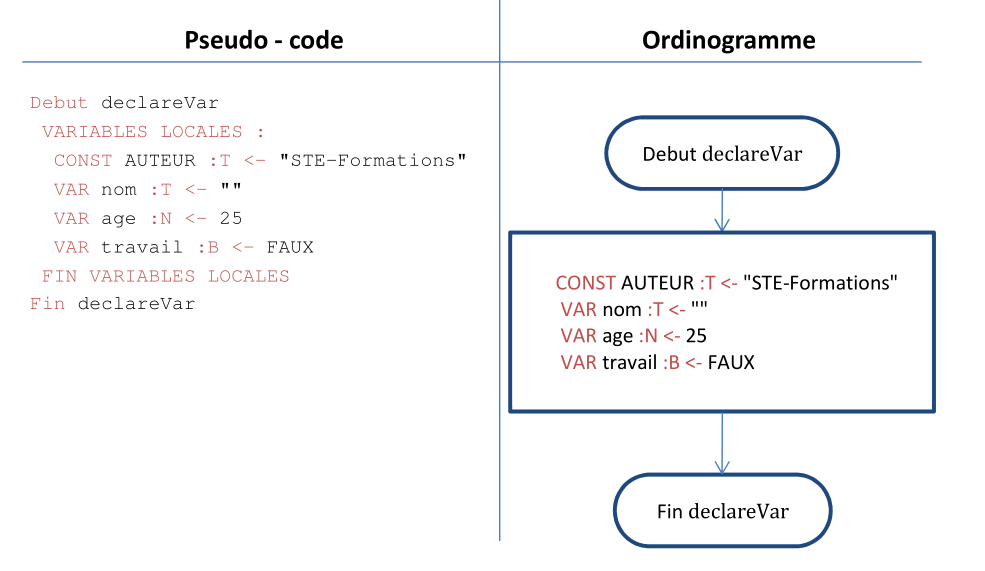 Pseudo - code
Debut declareVar
VARIABLES LOCALES :
CONST AUTEUR :T <- "STE-Formations"
VAR nom :T <- ""
VAR age :N <- 25
VAR travail :B <- FAUX
FIN VARIABLES LOCALES
Fin declareVar
Ordinogramme
Debut declareVar
CONST AUTEUR :T <- "STE-Formations"
VAR nom :T <- ""
VAR age :N <- 25
VAR travail :B <- FAUX
Fin declareVar